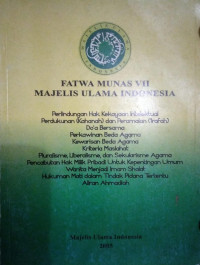 FATWA MUNAS VII
MAJELIS ULAMA INDONESIA
Perlindungan Hak Kekayaan Intelektual
Perdukunan (Kahanah) dan Peramalan (Irafah)
Do'a Bersama
Perkawinan Beda Agama
Kewarisan Beda Agama
Kriteria Maslahat
Pluralisme, Liberalisme, dan Sekularisme Agama
Pencabutan Hak Milik Pribadi Untuk Kepentingan Umum
Wanita Menjadi Imam Shalat
Hukuman Mati dalam Tindak Pidana Tertentu
Aliran Ahmadiyah
Majelis Ulama Indonesia
2005